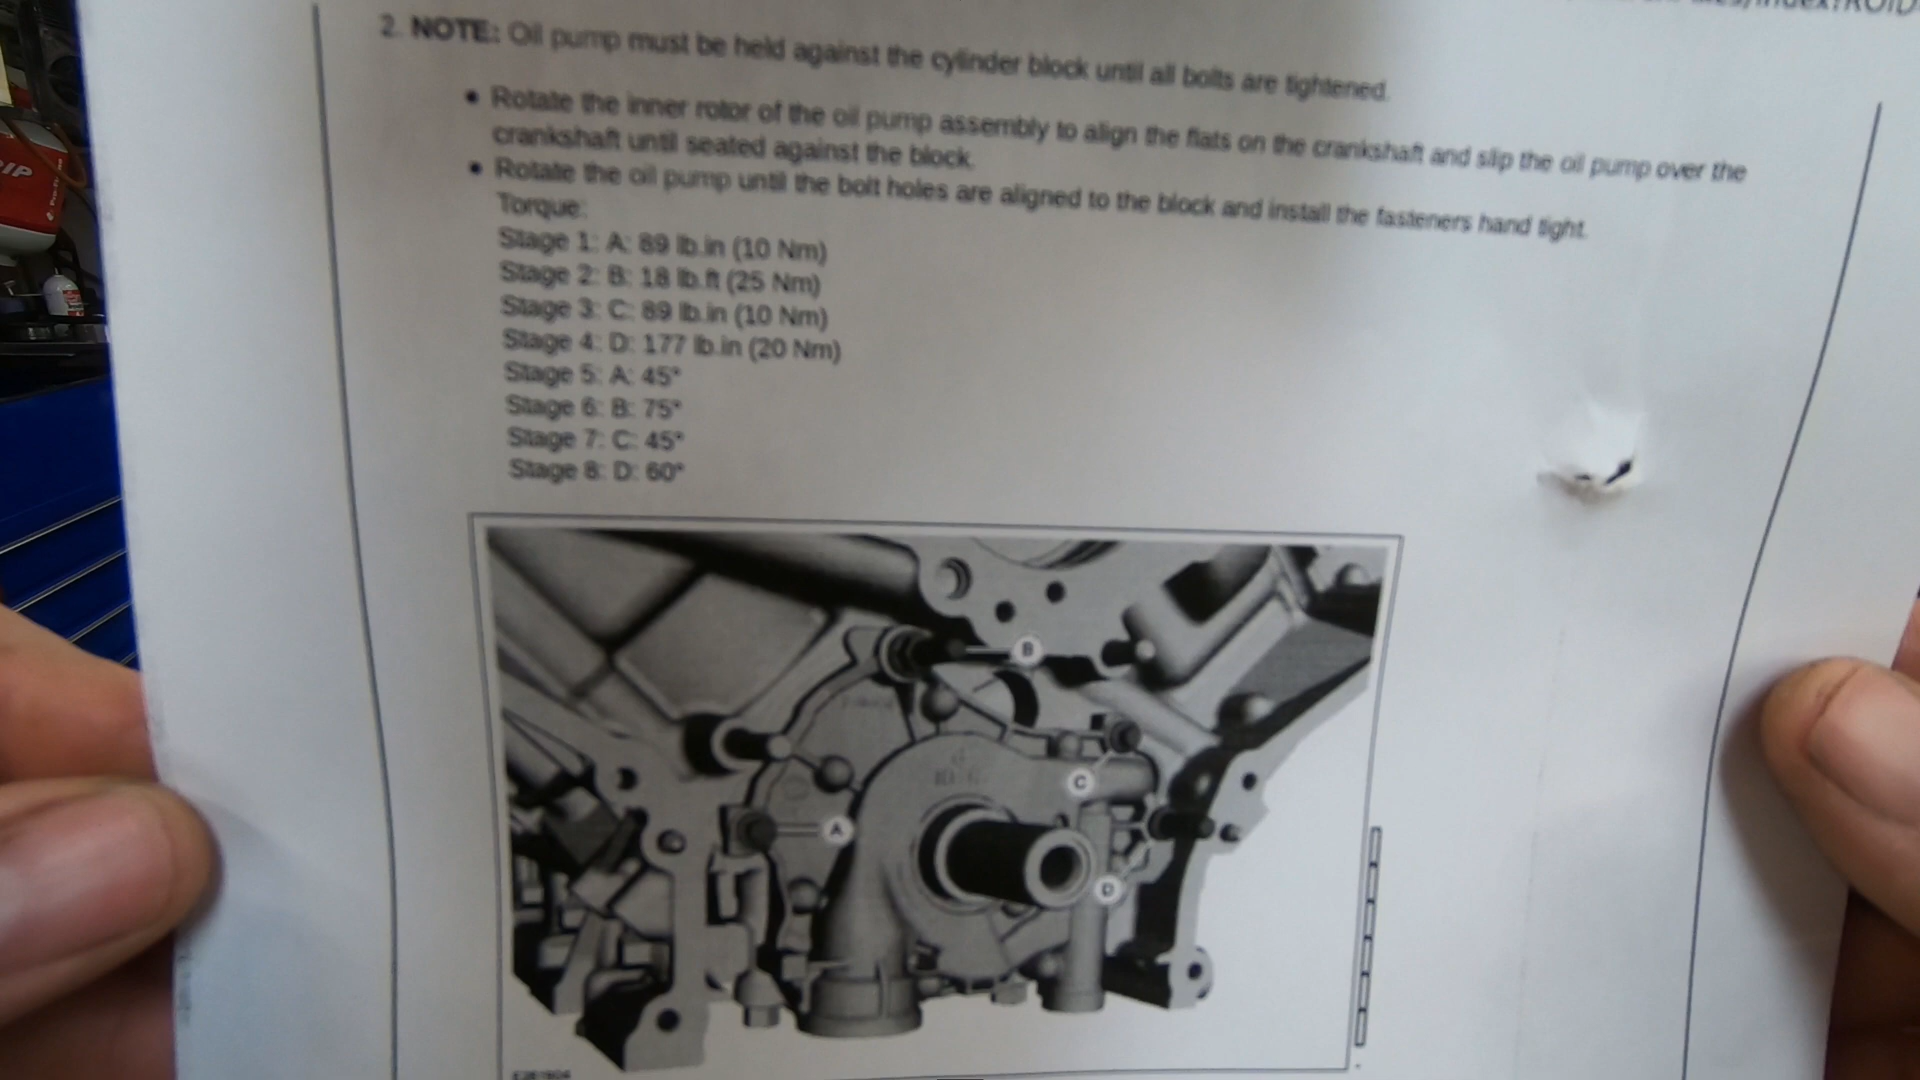 2. NOTE: Oil pump must be held against the cylinder block until all bolts are tightened.
• Rotate the inner rotor of the oil pump assembly to align the flats on the crankshaft and slip the oil pump over the
crankshaft until seated against the block.
• Rotate the oil pump until the bolt holes are aligned to the block and install the fasteners hand tight.
Torque:
Stage 1: A: 89 lb.in (10 Nm)
Stage 2: B: 18 lb.ft (25 Nm)
Stage 3: C: 89 lb.in (10 Nm)
Stage 4: D: 177 lb.in (20 Nm)
Stage 5: A: 45°
Stage 6: B: 75°
Stage 7: C: 45°
Stage 8: D: 60°
B
C
A
D